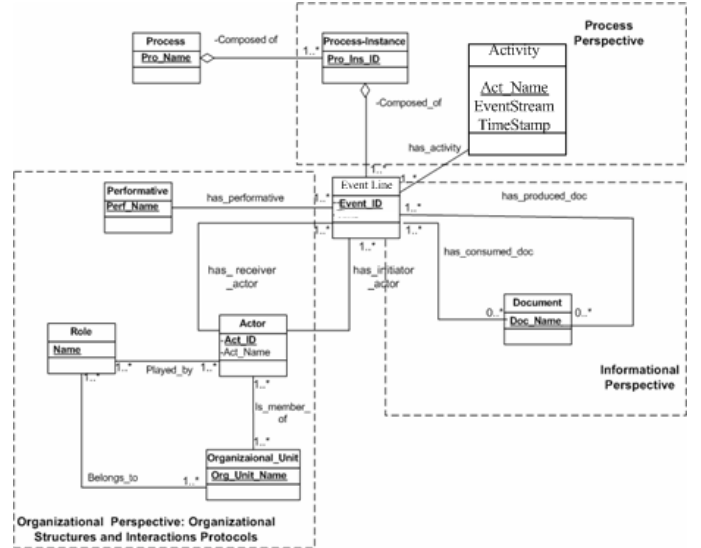 Process
Pro_Name
-Composed of
1..*
Process-Instance
Pro_Ins_ID
Process
Perspective
Activity
Act_Name
EventStream
TimeStamp
-Composed_of
1..*
has_activity
1..*
Event Line
Event_ID
Performative
Perf_Name
has_performative
1..*
1..*
1..*
has_produced_doc
1..*
1..*
has_consumed_doc
has_ receiver
_actor
has_initiator
_actor
Document
Doc_Name
0..*
0..*
Informational
Perspective
Role
Name
1..*
1..*
Played_by
1..*
Actor
-Act_ID
-Act_Name
1..*
Is_member_
of
1..*
Organizaional_Unit
Org_Unit_Name
Belongs_to
1..*
Organizational Perspective: Organizational
Structures and Interactions Protocols